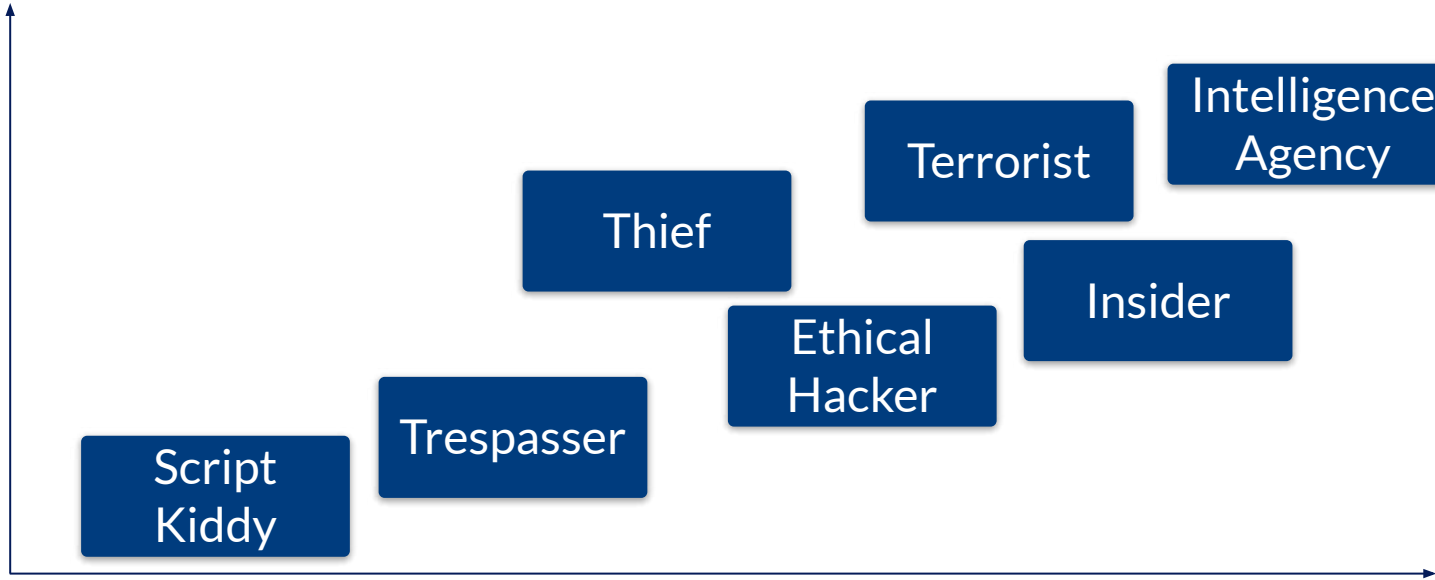 Intelligence
Agency
Terrorist
Thief
Insider
Ethical
Hacker
Trespasser
Script
Kiddy